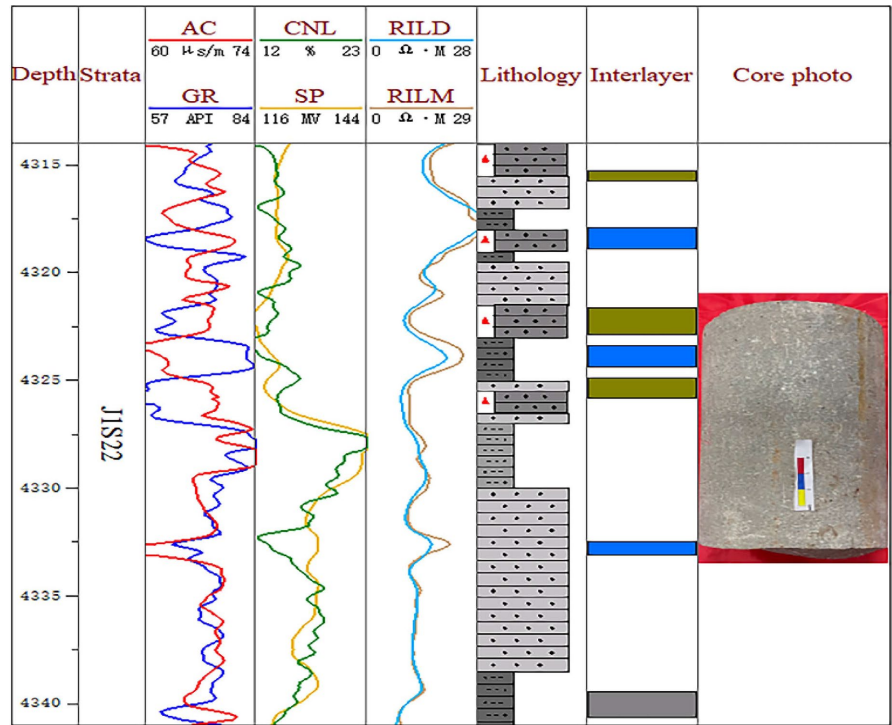 Depth Strata AC CNL RILD Lithology Interlayer Core photo
60 μs/m 74 12 % 23 0 Ω·M 28
GR SP RILM
57 API 84 116 MV 144 0 Ω·M 29
4315
4320
4325
J1S22
4330
4335
4340